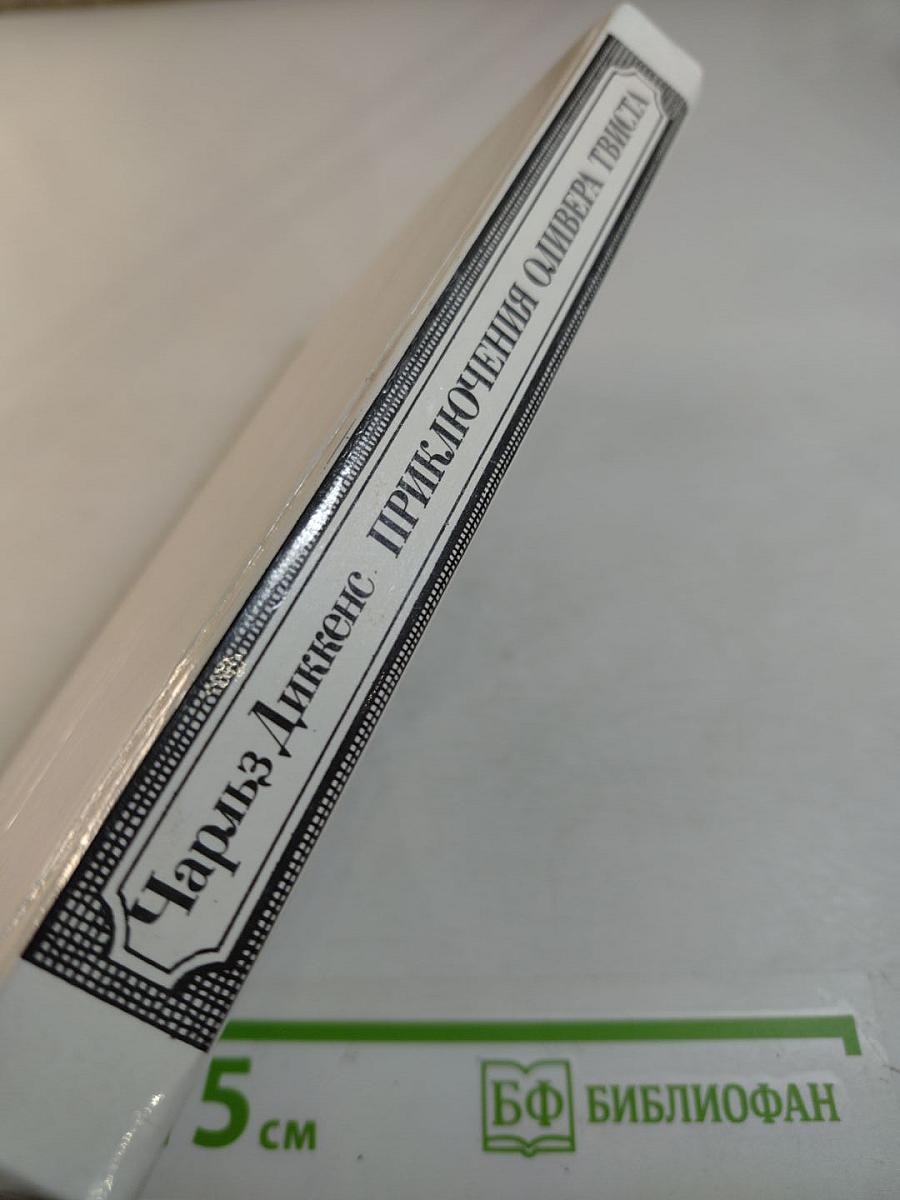 Чарльз Диккенс ПРИКЛЮЧЕНИЯ ОЛИВЕРА ТВИСТА
5 см
БФ БИБЛИОФАН